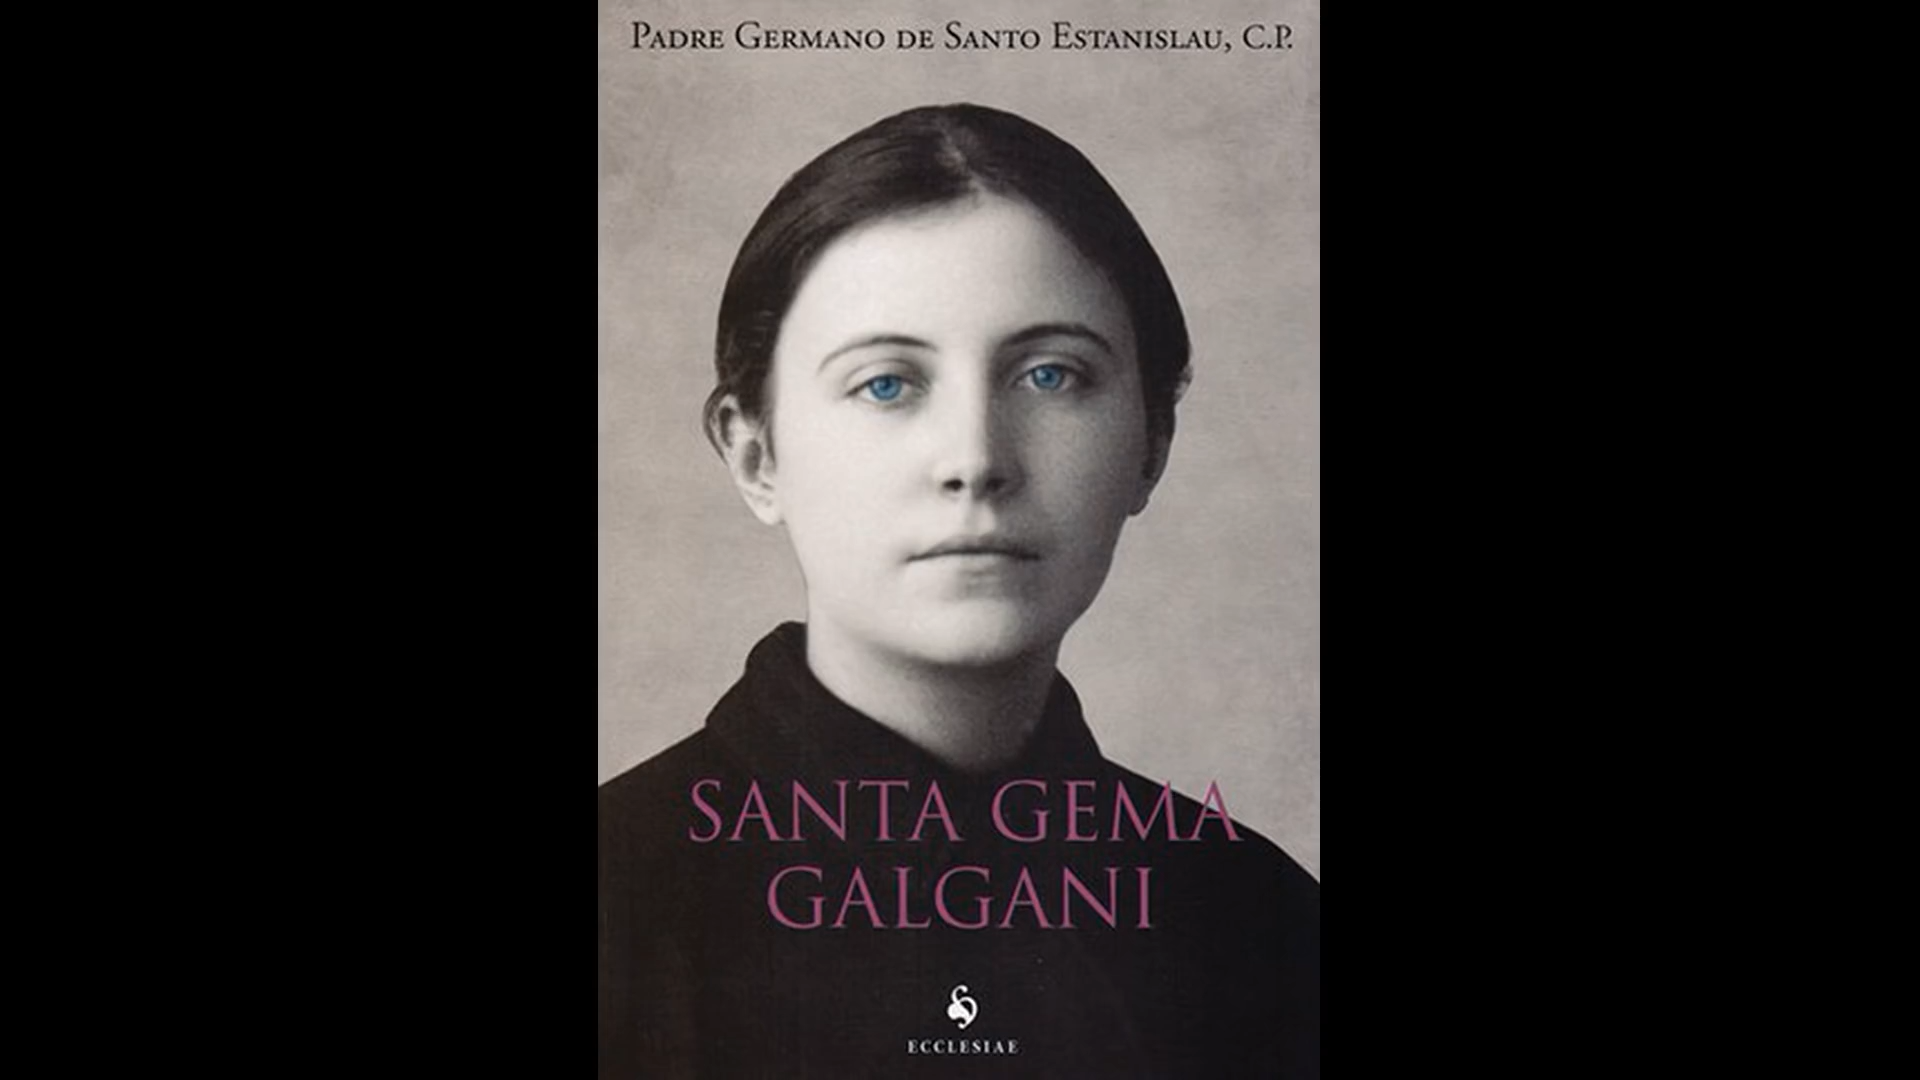 PADRE GERMANO DE SANTO ESTANISLAU, C.P.
SANTA GEMA
GALGANI
ECCLESIAE